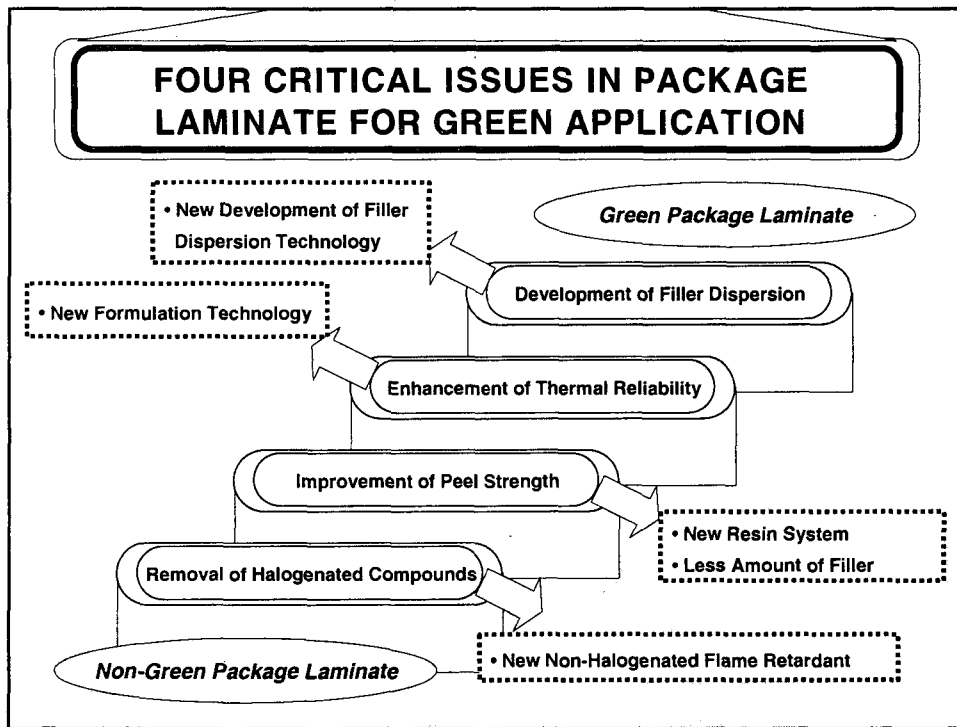 FOUR CRITICAL ISSUES IN PACKAGE
LAMINATE FOR GREEN APPLICATION
• New Development of Filler
Dispersion Technology
Green Package Laminate
Development of Filler Dispersion
• New Formulation Technology
Enhancement of Thermal Reliability
Improvement of Peel Strength
• New Resin System
• Less Amount of Filler
Removal of Halogenated Compounds
Non-Green Package Laminate
• New Non-Halogenated Flame Retardant